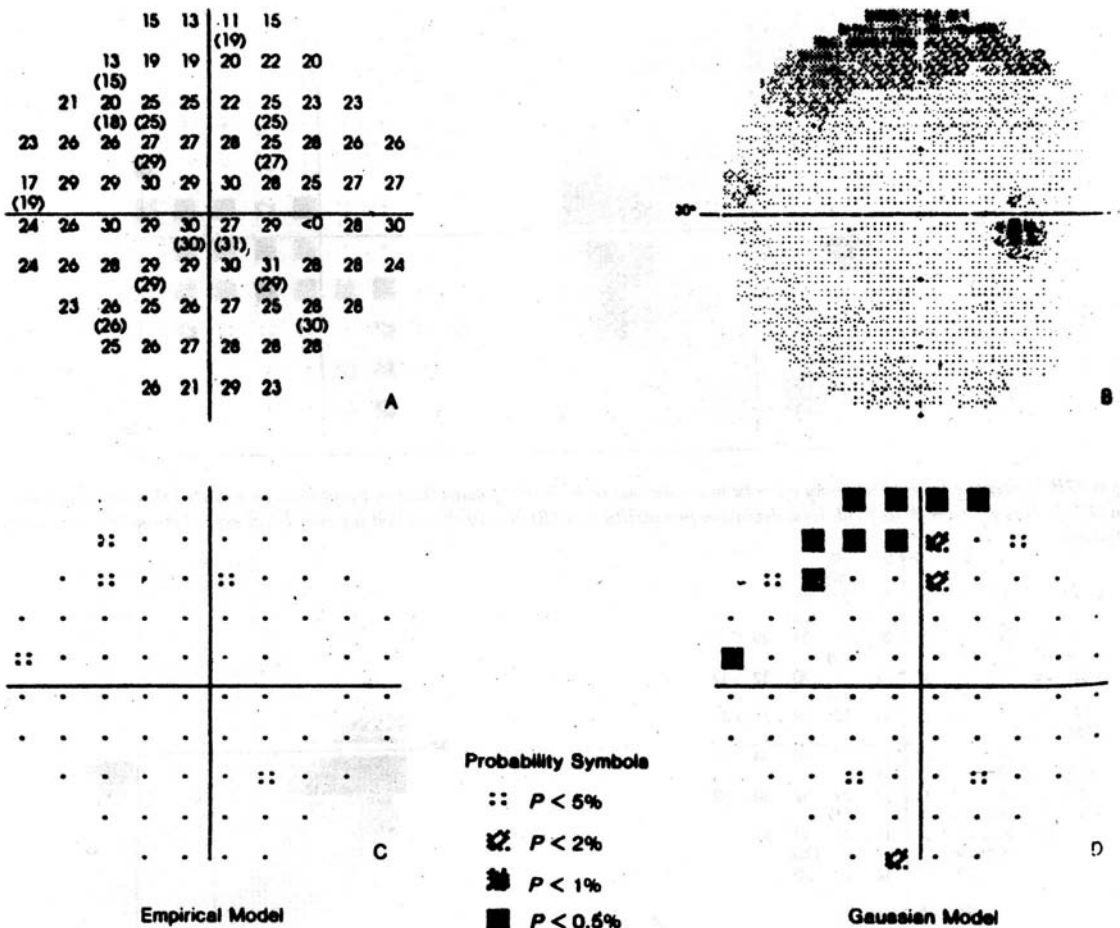 15 13 11 15
(19)
13 19 19 20 22 20
(15)
21 20 25 25 22 25 23 23
(18) (25) (25)
23 26 26 27 27 28 25 28 26 26
(29) (27)
17 29 29 30 29 30 28 25 27 27
(19)
24 26 30 29 30 27 29 <0 28 30
(30) (31)
24 26 28 29 29 30 31 28 28 24
(29) (29)
23 26 25 26 27 25 28 28
(26) (30)
25 26 27 28 28 28
26 21 29 23
A
30°
B
C
Probability Symbols
P < 5%
P < 2%
P < 1%
P < 0.5%
D
Empirical Model
Gaussian Model